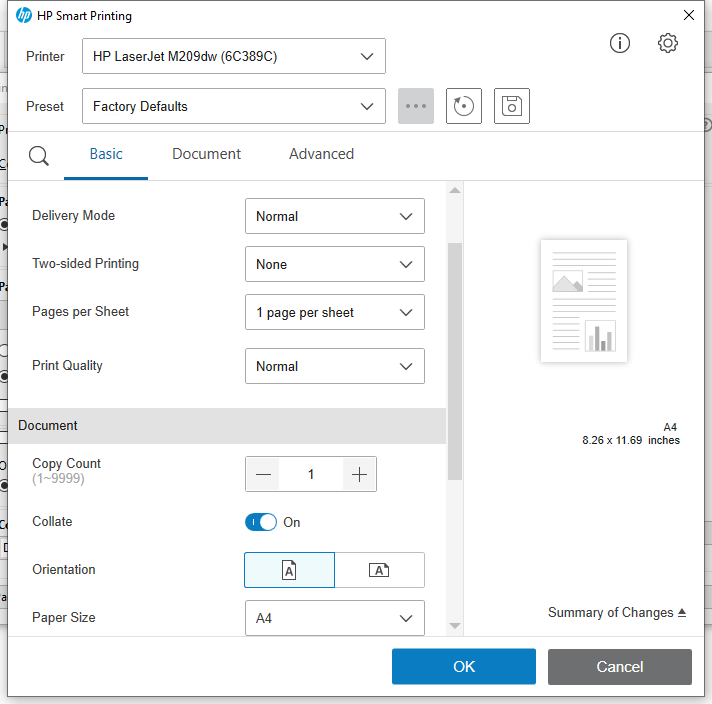 hp HP Smart Printing
Printer HP LaserJet M209dw (6C389C)
Preset Factory Defaults
Basic Document Advanced
Delivery Mode Normal
Two-sided Printing None
Pages per Sheet 1 page per sheet
Print Quality Normal
Document
Copy Count
(1~9999)
1
Collate On
Orientation A A
Paper Size A4
A4
8.26 x 11.69 inches
Summary of Changes
OK Cancel